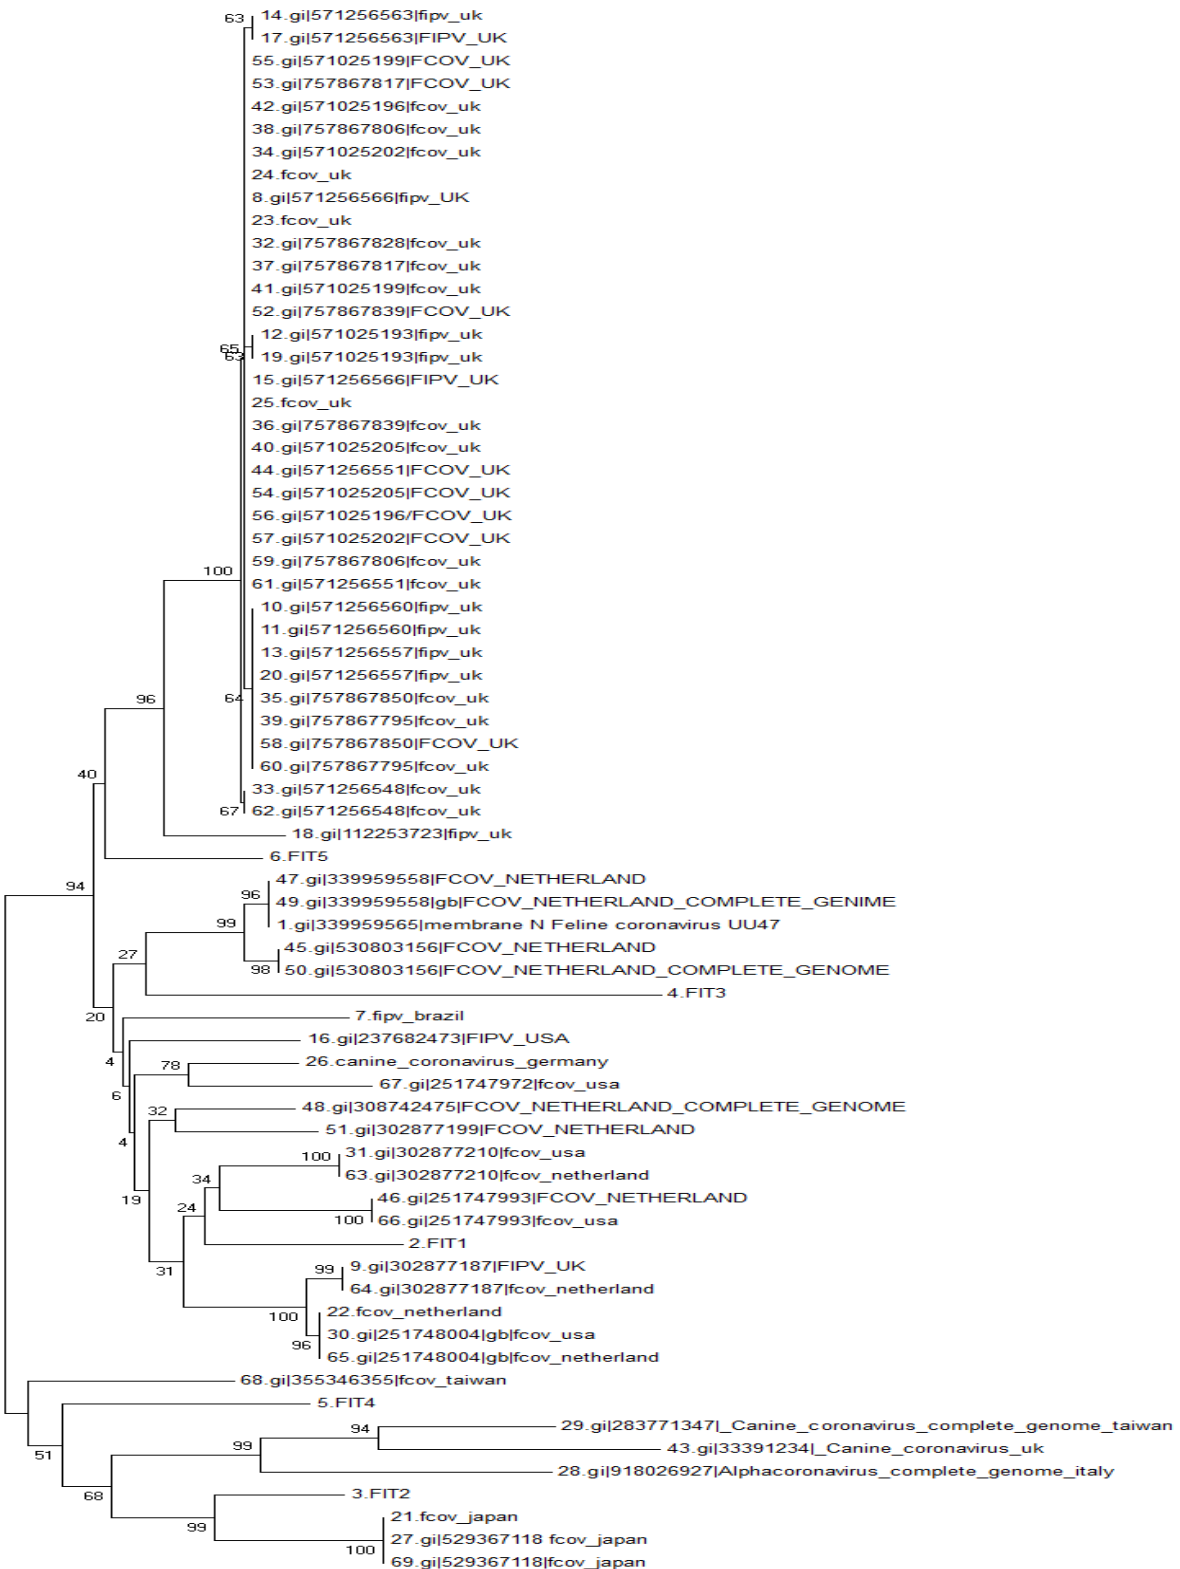 63
14.gi|571256563|fipv_uk
17.gi|571256563|FIPV_UK
55.gi|571025199|FCOV_UK
53.gi|757867817|FCOV_UK
42.gi|571025196|fcov_uk
38.gi|757867806|fcov_uk
34.gi|571025202|fcov_uk
24.fcov_uk
8.gi|571256566|fipv_UK
23.fcov_uk
32.gi|757867828|fcov_uk
37.gi|757867817|fcov_uk
41.gi|571025199|fcov_uk
52.gi|757867839|FCOV_UK
12.gi|571025193|fipv_uk
65
63
19.gi|571025193|fipv_uk
15.gi|571256566|FIPV_UK
25.fcov_uk
36.gi|757867839|fcov_uk
40.gi|571025205|fcov_uk
44.gi|571256551|FCOV_UK
54.gi|571025205|FCOV_UK
56.gi|571025196/FCOV_UK
57.gi|571025202|FCOV_UK
59.gi|757867806|fcov_uk
100
61.gi|571256551|fcov_uk
10.gi|571256560|fipv_uk
11.gi|571256560|fipv_uk
13.gi|571256557|fipv_uk
20.gi|571256557|fipv_uk
96
64
35.gi|757867850|fcov_uk
39.gi|757867795|fcov_uk
58.gi|757867850|FCOV_UK
60.gi|757867795|fcov_uk
40
33.gi|571256548|fcov_uk
67
62.gi|571256548|fcov_uk
18.gi|112253723|fipv_uk
6.FIT5
47.gi|339959558|FCOV_NETHERLAND
94
96
49.gi|339959558|gb|FCOV_NETHERLAND_COMPLETE_GENIME
99
1.gi|339959565|membrane N Feline coronavirus UU47
45.gi|530803156|FCOV_NETHERLAND
27
98
50.gi|530803156|FCOV_NETHERLAND_COMPLETE_GENOME
4.FIT3
20
7.fipv_brazil
16.gi|237682473|FIPV_USA
4
78
26.canine_coronavirus_germany
67.gi|251747972|fcov_usa
6
32
48.gi|308742475|FCOV_NETHERLAND_COMPLETE_GENOME
51.gi|302877199|FCOV_NETHERLAND
4
100
31.gi|302877210|fcov_usa
63.gi|302877210|fcov_netherland
34
19
46.gi|251747993|FCOV_NETHERLAND
24
100
66.gi|251747993|fcov_usa
2.FIT1
31
99
9.gi|302877187|FIPV_UK
64.gi|302877187|fcov_netherland
100
22.fcov_netherland
30.gi|251748004|gb|fcov_usa
96
65.gi|251748004|gb|fcov_netherland
68.gi|355346355|fcov_taiwan
5.FIT4
94
29.gi|283771347|_Canine_coronavirus_complete_genome_taiwan
99
43.gi|33391234|_Canine_coronavirus_uk
51
28.gi|918026927|Alphacoronavirus_complete_genome_italy
68
3.FIT2
99
21.fcov_japan
27.gi|529367118 fcov_japan
100
69.gi|529367118|fcov_japan